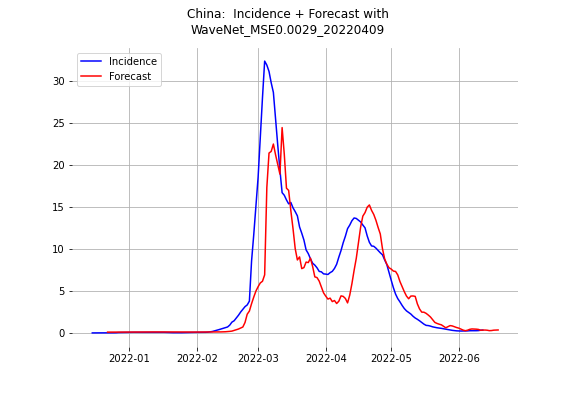 China:  Incidence + Forecast with
WaveNet_MSE0.0029_20220409
Incidence
Forecast
30
25
20
15
10
5
0
2022-01 2022-02 2022-03 2022-04 2022-05 2022-06